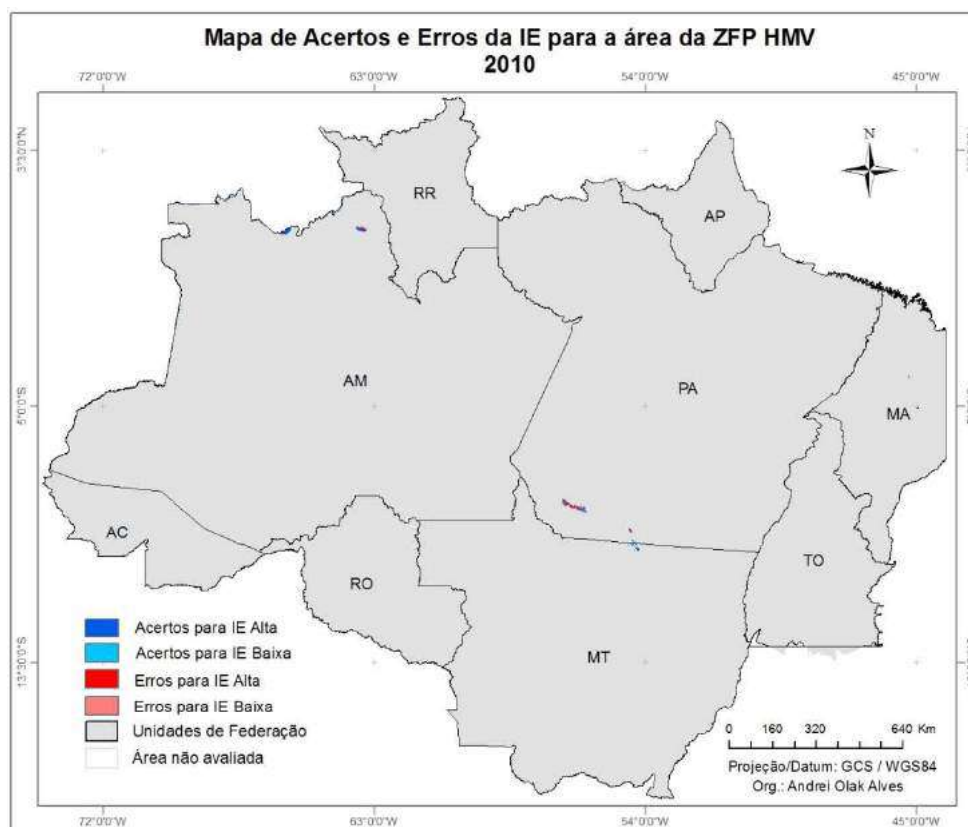 Mapa de Acertos e Erros da IE para a área da ZFP HMV
2010
72°0'0"W 63°0'0"W 54°0'0"W 45°0'0"W
3°30'0"N
N
RR
AP
AM
PA
5°0'0"S
MA
AC
TO
RO
MT
13°30'0"S
Acertos para IE Alta
Acertos para IE Baixa
Erros para IE Alta
Erros para IE Baixa
Unidades de Federação
Área não avaliada
0 160 320 640 Km
Projeção/Datum: GCS / WGS84
Org.: Andrei Olak Alves
72°0'0"W 63°0'0"W 54°0'0"W 45°0'0"W